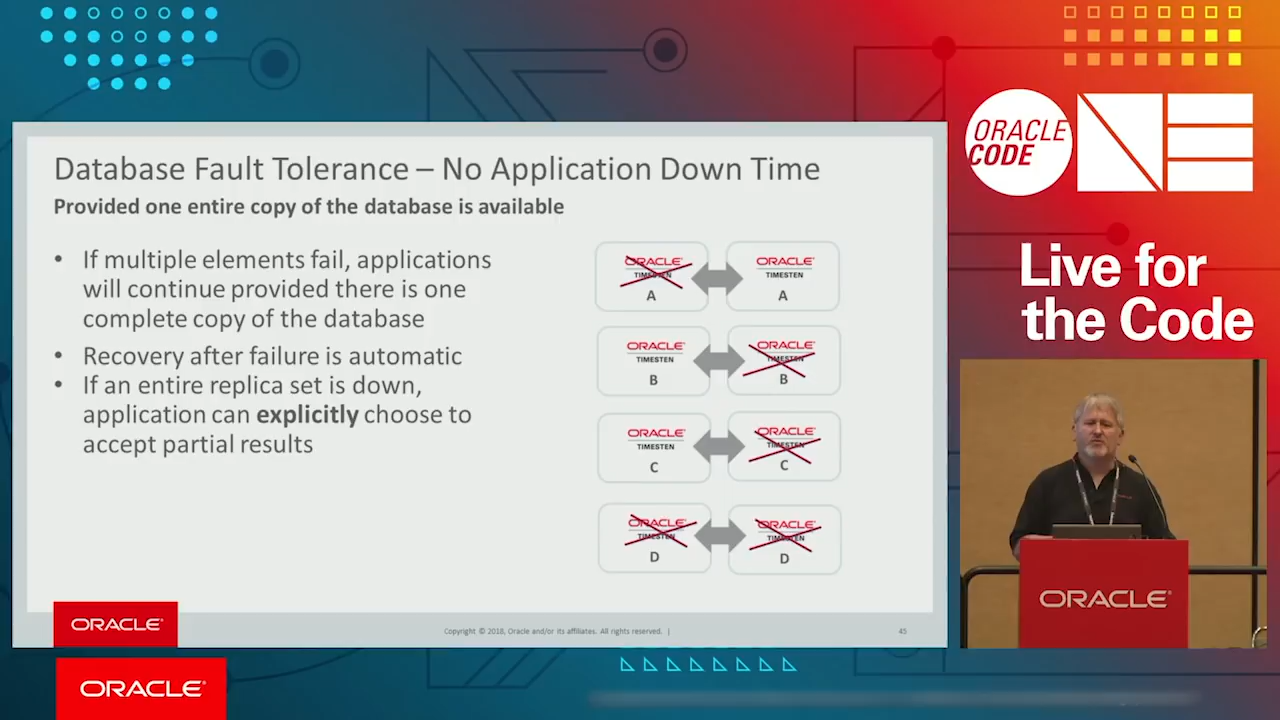 ORACLE
CODE
ONE
Live for
the Code
Database Fault Tolerance – No Application Down Time
Provided one entire copy of the database is available
• If multiple elements fail, applications
will continue provided there is one
complete copy of the database
• Recovery after failure is automatic
• If an entire replica set is down,
application can explicitly choose to
accept partial results
ORACLE®
TIMESTEN
A
ORACLE®
TIMESTEN
A
ORACLE®
TIMESTEN
B
ORACLE®
TIMESTEN
B
ORACLE®
TIMESTEN
C
ORACLE®
TIMESTEN
C
ORACLE®
TIMESTEN
D
ORACLE®
TIMESTEN
D
ORACLE®
Copyright © 2018, Oracle and/or its affiliates. All rights reserved. |
45
ORACLE®
ORACLE®